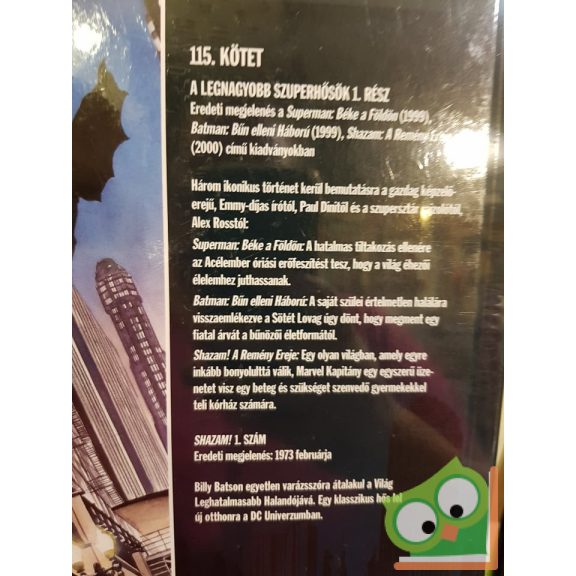 115. KÖTET
A LEGNAGYOBB SZUPERHŐSÖK 1. RÉSZ
Eredeti megjelenés a Superman: Béke a Földön (1999),
Batman: Bűn elleni Háború (1999), Shazam: A Remény Ereje
(2000) című kiadványokban
Három ikonikus történet kerül bemutatásra a gazdag képzelő-
erejű, Emmy-díjas írótól, Paul Dinitől és a szupersztár
Alex Rosstól:
Superman: Béke a Földön: A hatalmas tiltakozás ellenére
az Acélember óriási erőfeszítést tesz, hogy a világ éhezői
élelemhez juthassanak.
Batman: Bűn elleni Háború: A saját szülei értelmetlen halálára
visszaemlékezve a Sötét Lovag úgy dönt, hogy megment egy
fiatal árvát a bűnözői életformától.
Shazam! A Remény Ereje: Egy olyan világban, amely egyre
inkább bonyolulttá válik, Marvel Kapitány egy egyszerű üze-
netet visz egy beteg és szükséget szenvedő gyermekekkel
teli kórház számára.
SHAZAM! 1. SZÁM
Eredeti megjelenés: 1973 februárja
Billy Batson egyetlen varázsszóra átalakul a Világ
Leghatalmasabb Halandójává. Egy klasszikus hős lel
új otthonra a DC Univerzumban.